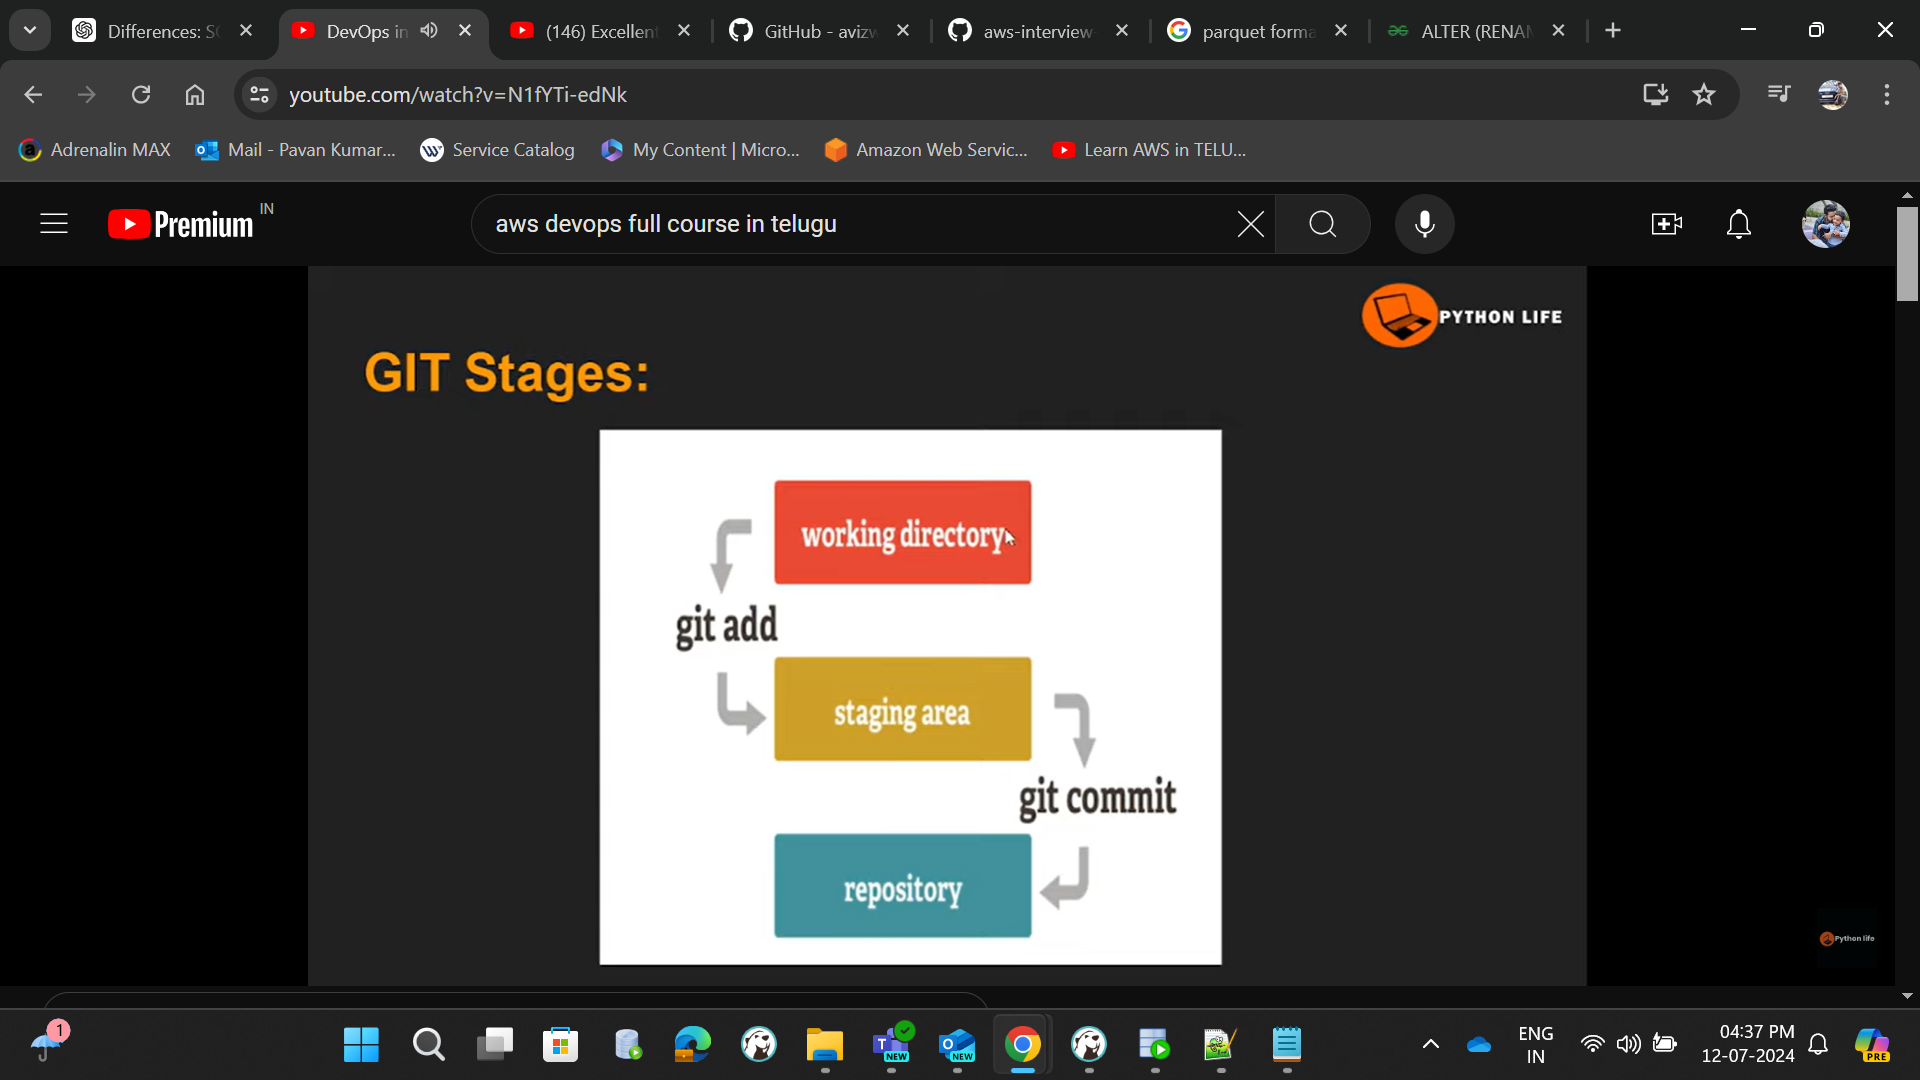 Differences: S
DevOps in
(146) Excellen
GitHub - avizw
aws-interview-
parquet forma
ALTER (RENAM
youtube.com/watch?v=N1fYTi-edNk
Adrenalin MAX
Mail - Pavan Kumar...
Service Catalog
My Content | Micro...
Amazon Web Servic...
Learn AWS in TELU...
Premium
IN
aws devops full course in telugu
PYTHON LIFE
GIT Stages:
working directory
git add
staging area
git commit
repository
Python life
1
NEW
NEW
ENG
IN
04:37 PM
12-07-2024
PRE